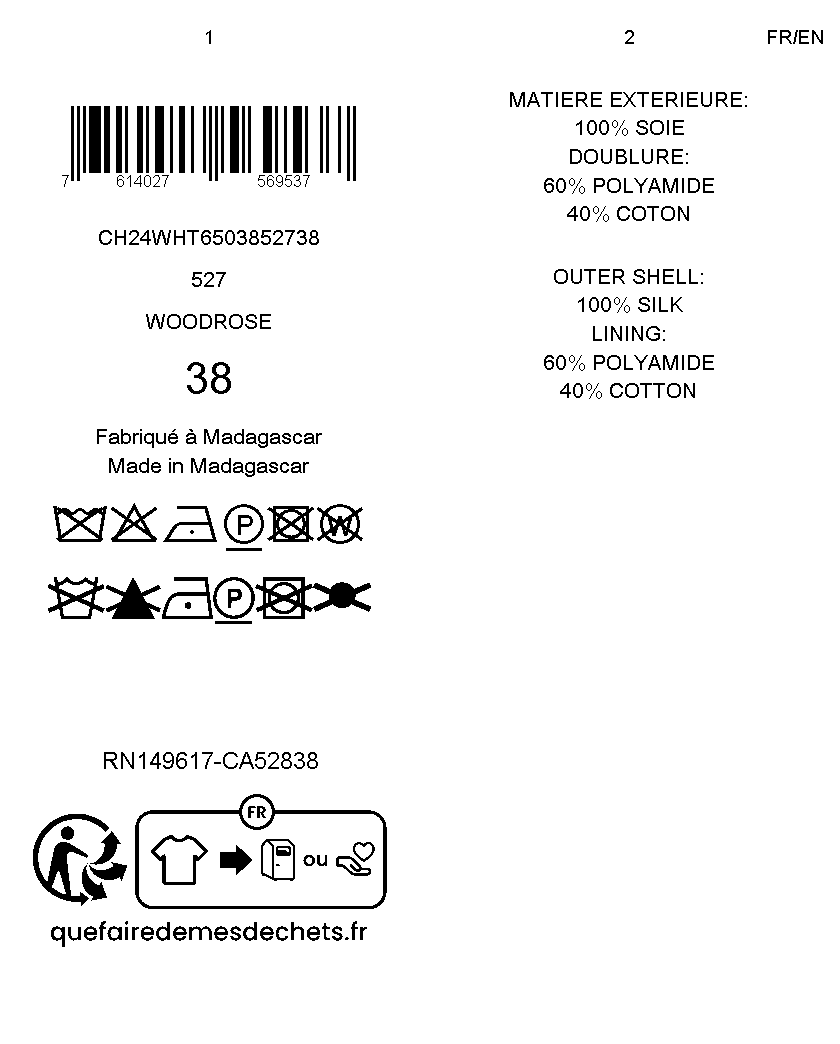 1
7 614027 569537
CH24WHT6503852738
527
WOODROSE
38
Fabriqué à Madagascar
Made in Madagascar
P W
P
RN149617-CA52838
FR
ou
quefairedemesdechets.fr
2
FR/EN
MATIERE EXTERIEURE:
100% SOIE
DOUBLURE:
60% POLYAMIDE
40% COTON
OUTER SHELL:
100% SILK
LINING:
60% POLYAMIDE
40% COTTON